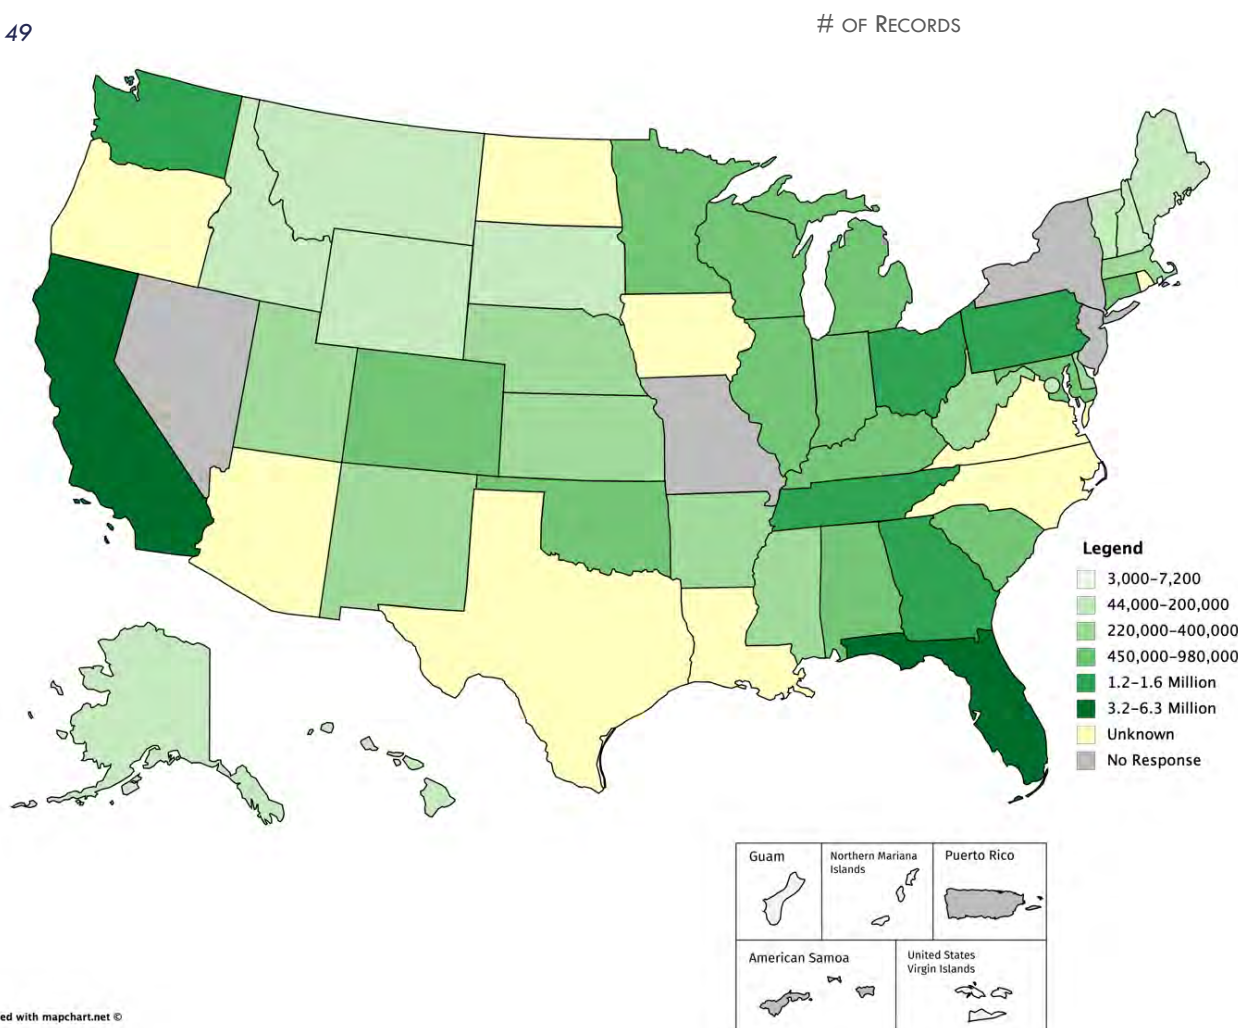 49
# OF RECORDS
Legend
3,000–7,200
44,000–200,000
220,000–400,000
450,000–980,000
1.2–1.6 Million
3.2–6.3 Million
Unknown
No Response
Guam
Northern Mariana
Islands
Puerto Rico
American Samoa
United States
Virgin Islands
ed with mapchart.net ©